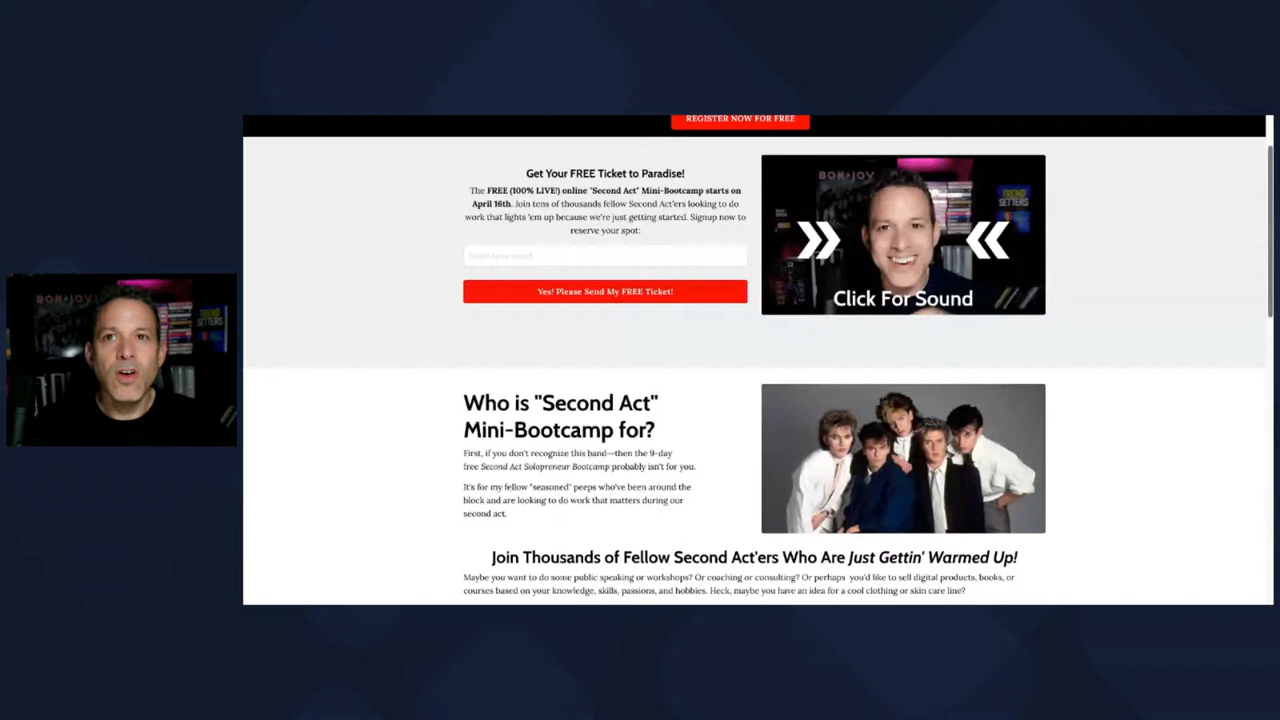 REGISTER NOW FOR FREE
Get Your FREE Ticket to Paradise!
The FREE (100% LIVE!) online "Second Act" Mini-Bootcamp starts on
April 16th. Join tens of thousands fellow Second Act'ers looking to do
work that lights 'em up because we're just getting started. Signup now to
reserve your spot:
Yes! Please Send My FREE Ticket!
BON JOVI
TREND
SETTERS
Click For Sound
BON JOVI
TREND
SETTERS
Who is "Second Act"
Mini-Bootcamp for?
First, if you don't recognize this band--then the 9-day
free Second Act Solopreneur Bootcamp probably isn't for you.
It's for my fellow "seasoned" peeps who've been around the
block and are looking to do work that matters during our
second act.
Join Thousands of Fellow Second Act'ers Who Are Just Gettin' Warmed Up!
Maybe you want to do some public speaking or workshops? Or coaching or consulting? Or perhaps you'd like to sell digital products, books, or
courses based on your knowledge, skills, passions, and hobbies. Heck, maybe you have an idea for a cool clothing or skin care line?